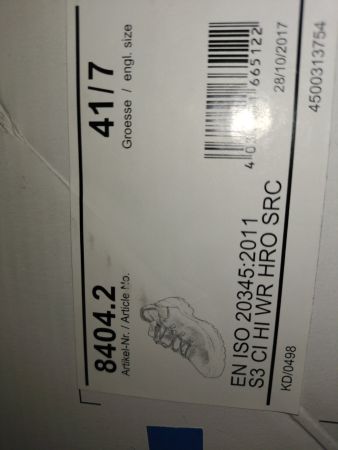 8404.2
Artikel-Nr. / Article No.
41/7
Groesse / engl. size
EN ISO 20345:2011
S3 CI HI WR HRO SRC
665122
28/10/2017
KD/0498
4500313754